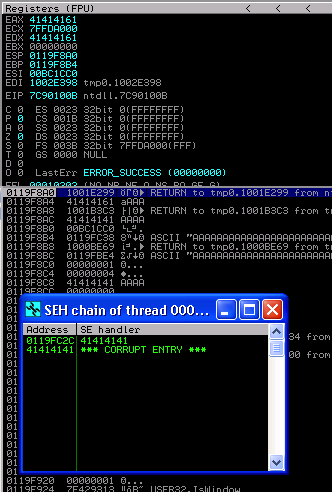 Registers (FPU) < < <
EAX 41414161
ECX 7FFDA000
EDX 41414161
EBX 00000000
ESP 0119F8A0
EBP 0119F8B4
ESI 00BC1CC0
EDI 1002E398 tmp0.1002E398
EIP 7C90100B ntdll.7C90100B
C 0 ES 0023 32bit 0(FFFFFFFF)
P 0 CS 001B 32bit 0(FFFFFFFF)
A 0 SS 0023 32bit 0(FFFFFFFF)
Z 0 DS 0023 32bit 0(FFFFFFFF)
S 0 FS 003B 32bit 7FFDA000(FFF)
T 0 GS 0000 NULL
D 0
O 0 LastErr ERROR_SUCCESS (00000000)
0119F8A0 1001E299 RETURN to tmp0.1001E299 from
0119F8A4 41414161 aAAA
0119F8A8 1001B3C3 RETURN to tmp0.1001B3C3 from
0119F8AC 41414141 AAAA
0119F8B0 00BC1CC0
0119F8B4 0119FC38 ASCII
0119F8B8 1000BE69 RETURN to tmp0.1000BE69 from
0119F8BC 0119FBE4 ASCII
0119F8C0 00000001
0119F8C4 00000004
0119F8C8 41414141 AAAA
SEH chain of thread 000...
Address SE handler
0119FC2C 41414141
41414141 *** CORRUPT ENTRY ***
34 from
00 from
0119F920 00000001
0119F924 7E429313 USER32.IsWindow